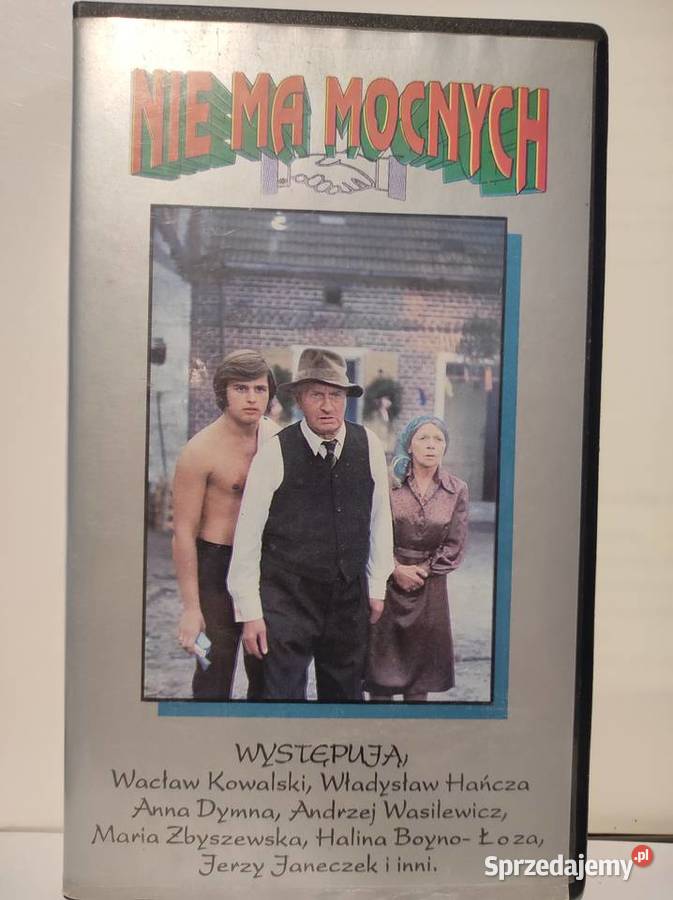 NIE MA MOCNYCH
WYSTĘPUJĄ,
Wacław Kowalski, Władysław Hańcza
Anna Dymna, Andrzej Wasilewicz,
Maria Zbyszewska, Halina Boyno- Łoza,
Jerzy Janeczek i inni.
Sprzedajemy.pl